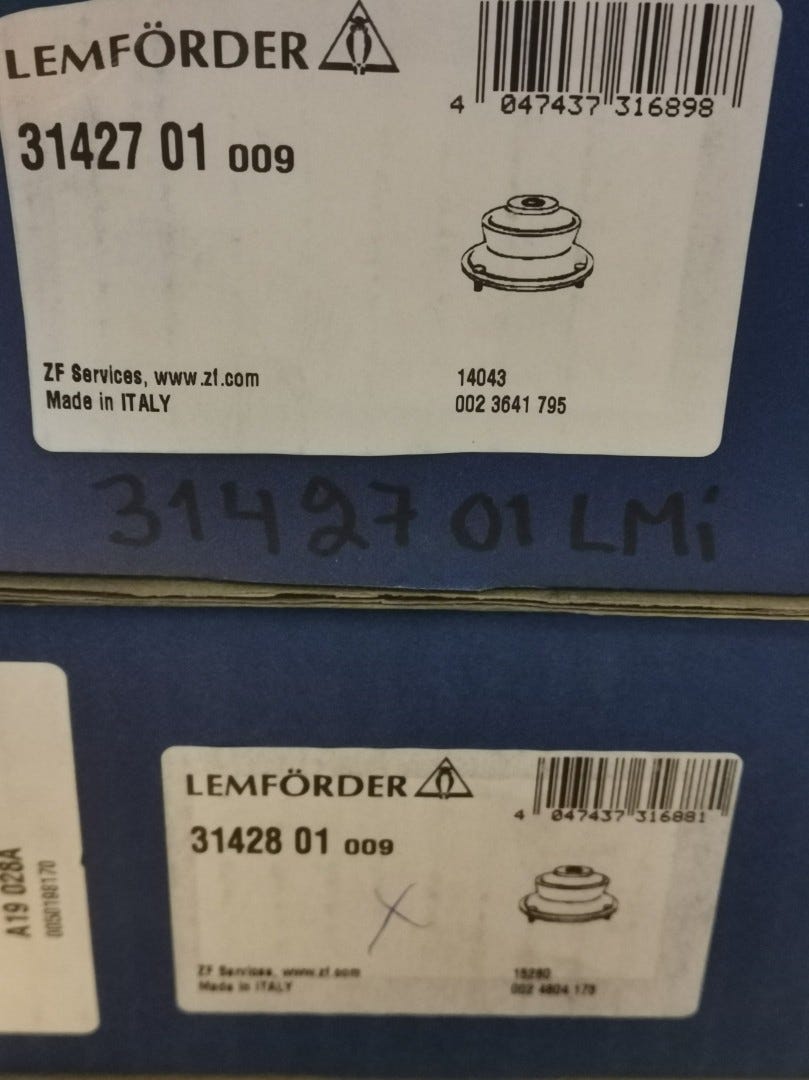 LEMFÖRDER
4 047437 316898
31427 01 009
ZF Services, www.zf.com
Made in ITALY
14043
002 3641 795
31427 01 LMi
LEMFÖRDER
4 047437 316881
31428 01 009
ZF Services, www.zf.com
Made in ITALY
15280
A19 028A